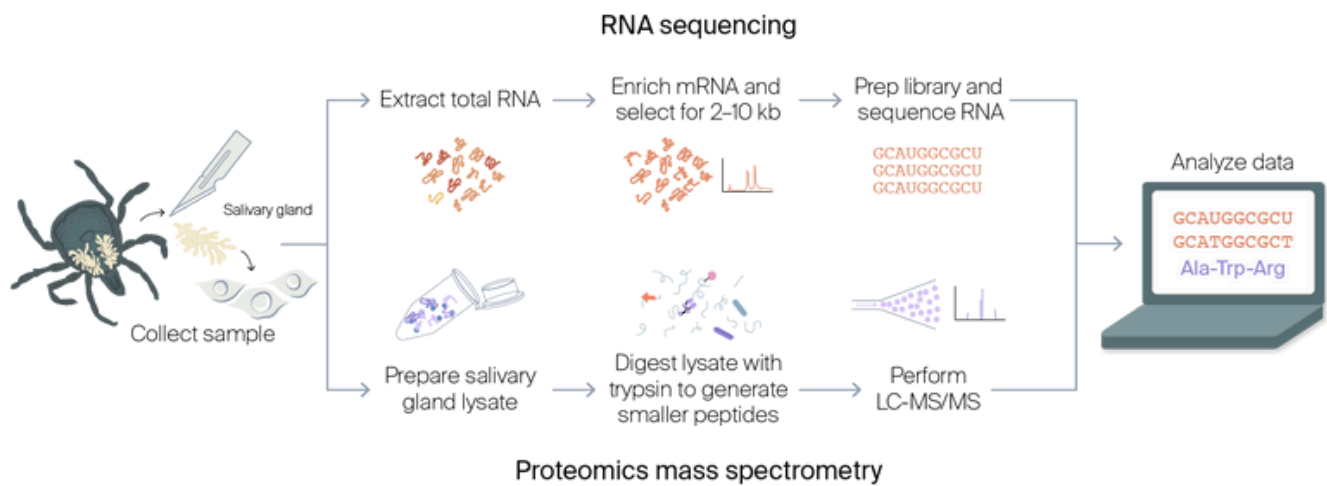 RNA sequencing
Extract total RNA
Enrich mRNA and
select for 2–10 kb
Prep library and
sequence RNA
GCAUGGCGCU
GCAUGGCGCU
GCAUGGCGCU
Salivary gland
Collect sample
Analyze data
GCAUGGCGCU
GCATGGCGCT
Ala-Trp-Arg
Prepare salivary
gland lysate
Digest lysate with
trypsin to generate
smaller peptides
Perform
LC-MS/MS
Proteomics mass spectrometry